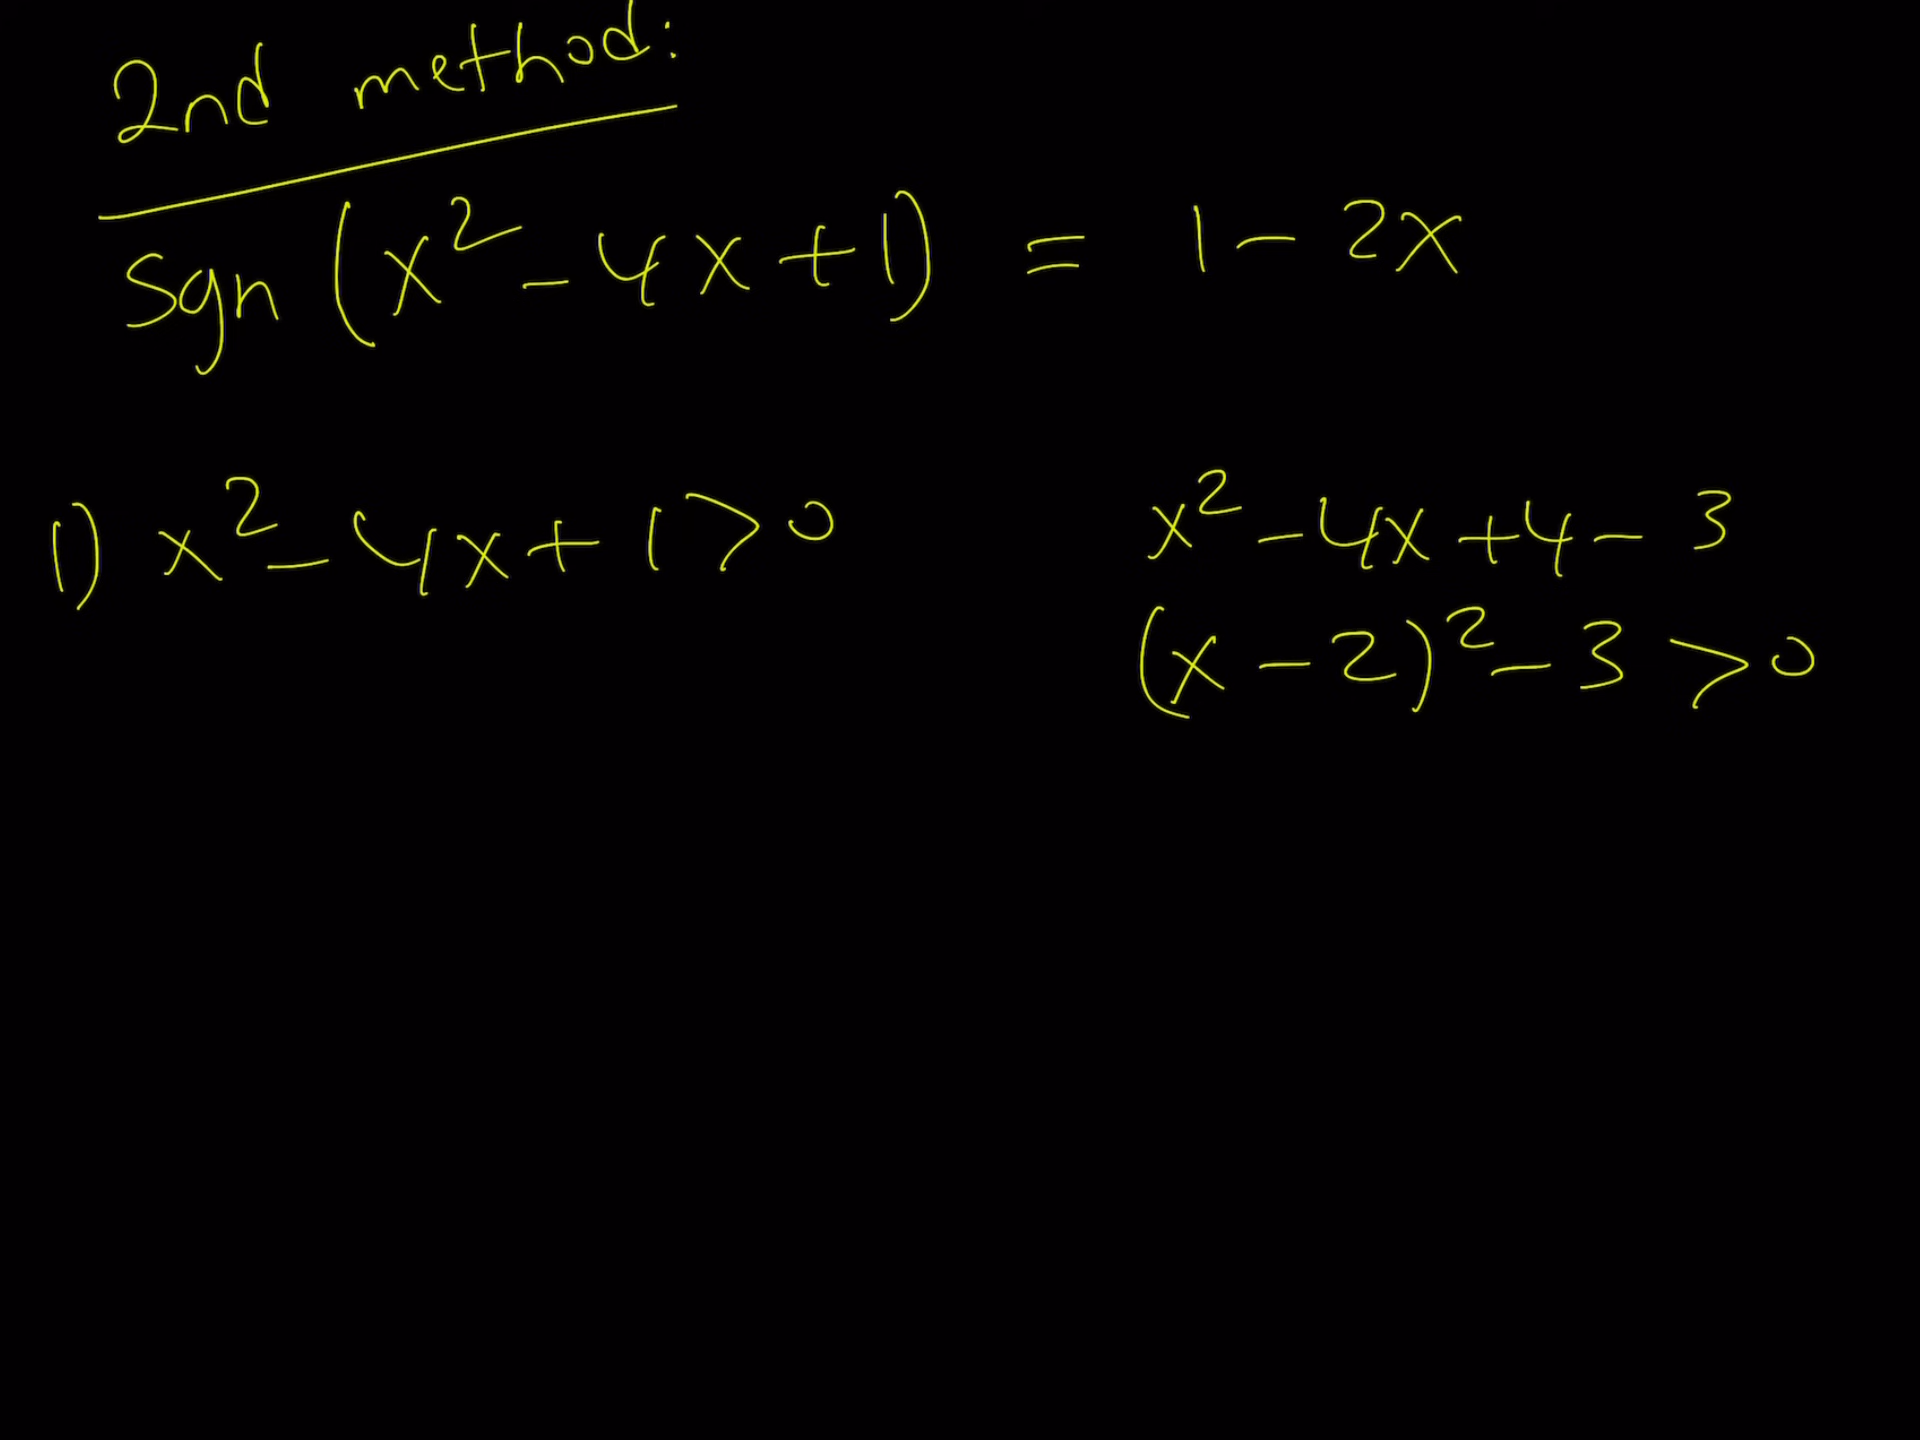 2nd method:
Sgn (x² - 4x + 1) = 1 - 2x
1) x² - 4x + 1 > 0
x² - 4x + 4 - 3
(x - 2)² - 3 > 0